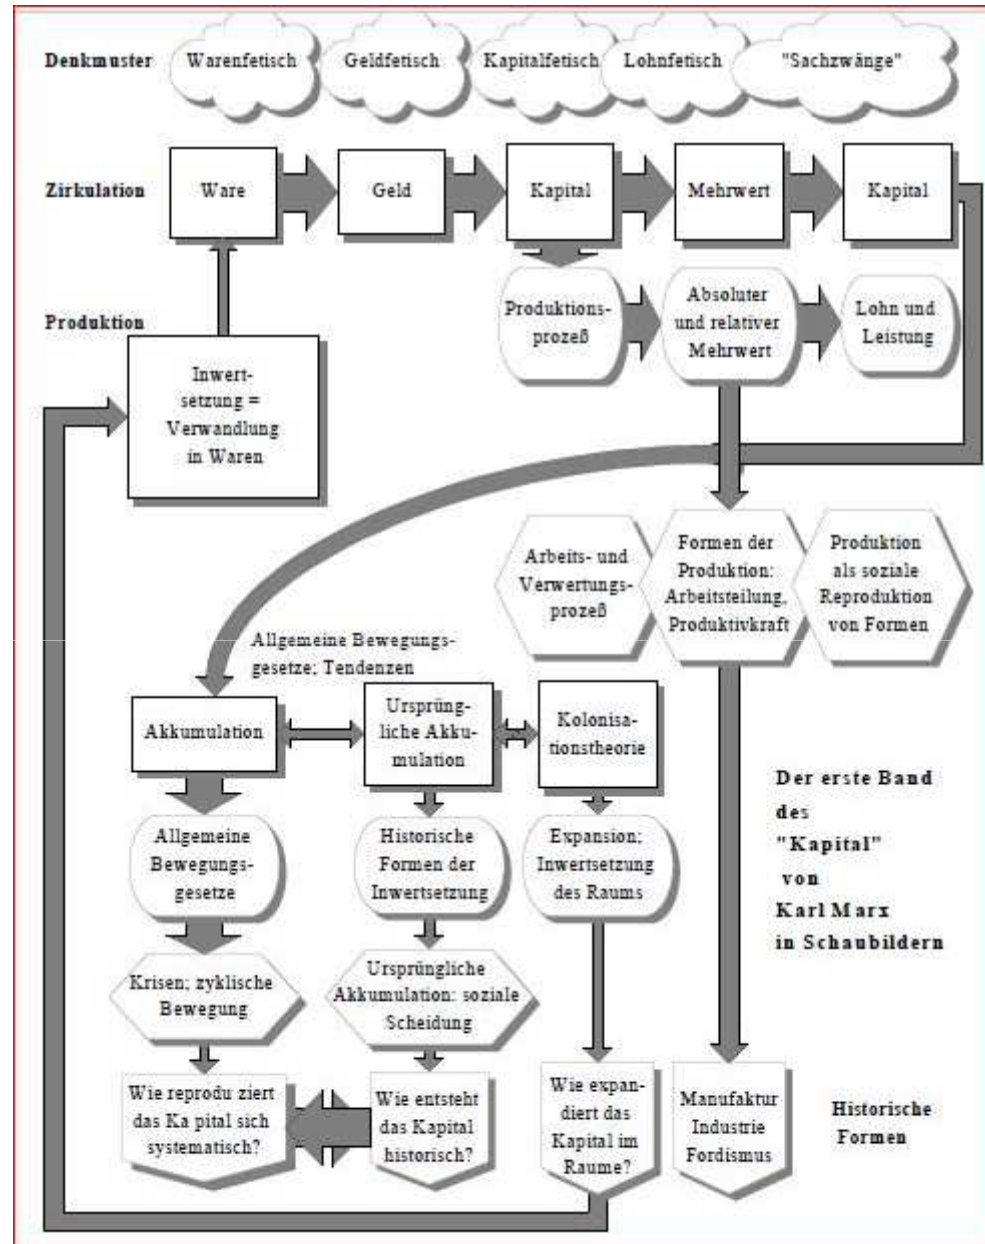 Denkmuster
Warenfetisch
Geldfetisch
Kapitalfetisch
Lohnfetisch
"Sachzwänge"
Zirkulation
Ware
Geld
Kapital
Mehrwert
Kapital
Produktion
Produktions-
prozeß
Absoluter
und relativer
Mehrwert
Lohn und
Leistung
Inwert-
setzung =
Verwandlung
in Waren
Arbeits- und
Verwertungs-
prozeß
Formen der
Produktion:
Arbeitsteilung,
Produktivkraft
Produktion
als soziale
Reproduktion
von Formen
Allgemeine Bewegungs-
gesetze; Tendenzen
Akkumulation
Ursprüng-
liche Akku-
mulation
Kolonisa-
tionstheorie
Der erste Band
des
"Kapital"
von
Karl Marx
in Schaubildern
Allgemeine
Bewegungs-
gesetze
Historische
Formen der
Inwertsetzung
Expansion;
Inwertsetzung
des Raums
Krisen; zyklische
Bewegung
Ursprüngliche
Akkumulation: soziale
Scheidung
Wie reprodu ziert
das Ka pital sich
systematisch?
Wie entsteht
das Kapital
historisch?
Wie expan-
diert das
Kapital im
Raume?
Manufaktur
Industrie
Fordismus
Historische
Formen